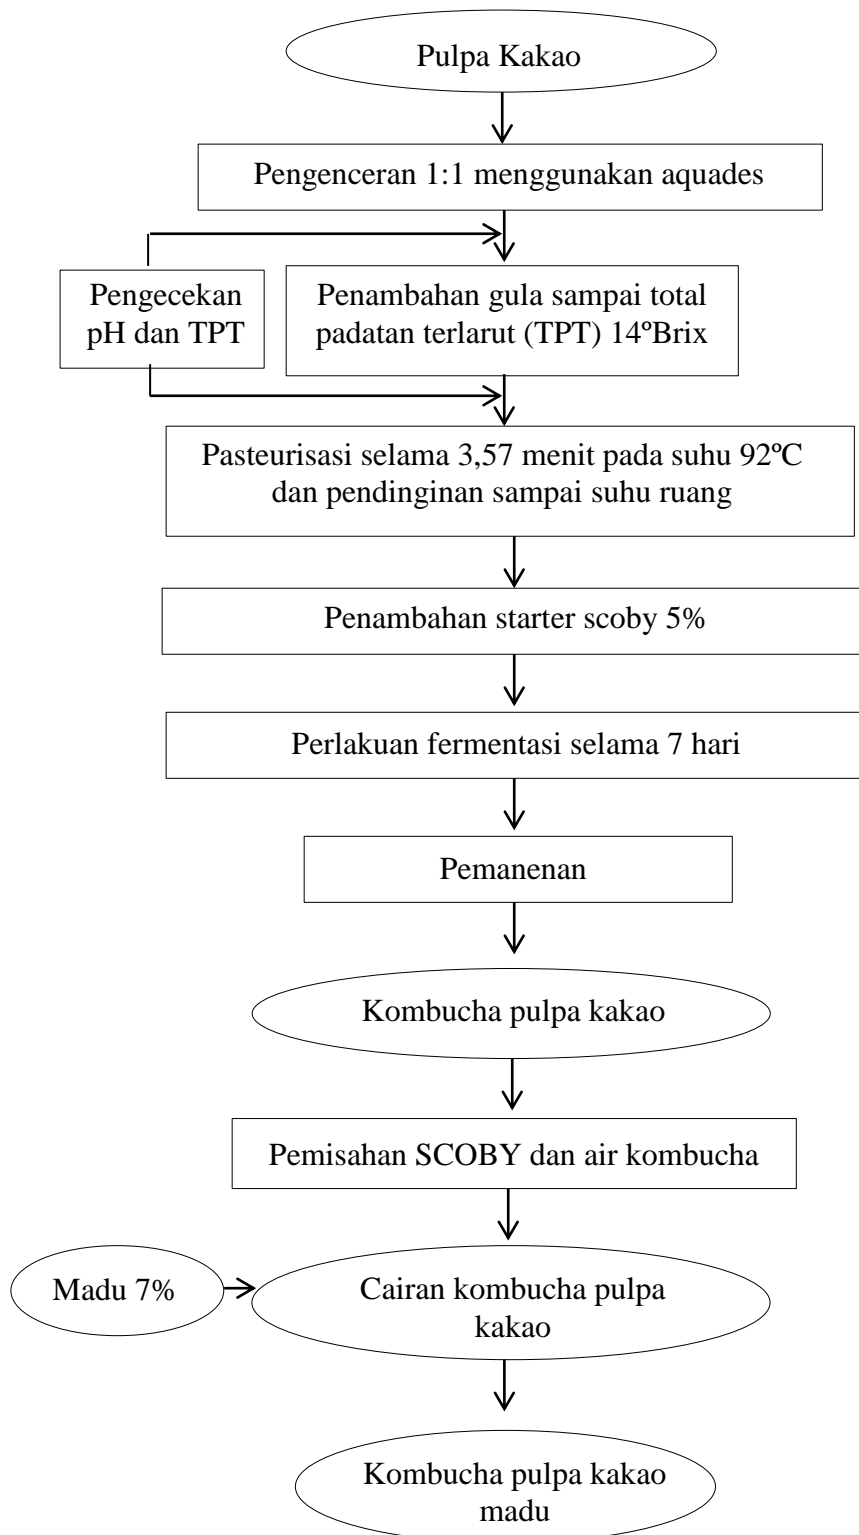 Pulpa Kakao
Pengenceran 1:1 menggunakan aquades
Pengecekan
pH dan TPT
Penambahan gula sampai total
padatan terlarut (TPT) 14ºBrix
Pasteurisasi selama 3,57 menit pada suhu 92ºC
dan pendinginan sampai suhu ruang
Penambahan starter scoby 5%
Perlakuan fermentasi selama 7 hari
Pemanenan
Kombucha pulpa kakao
Pemisahan SCOBY dan air kombucha
Madu 7%
Cairan kombucha pulpa
kakao
Kombucha pulpa kakao
madu